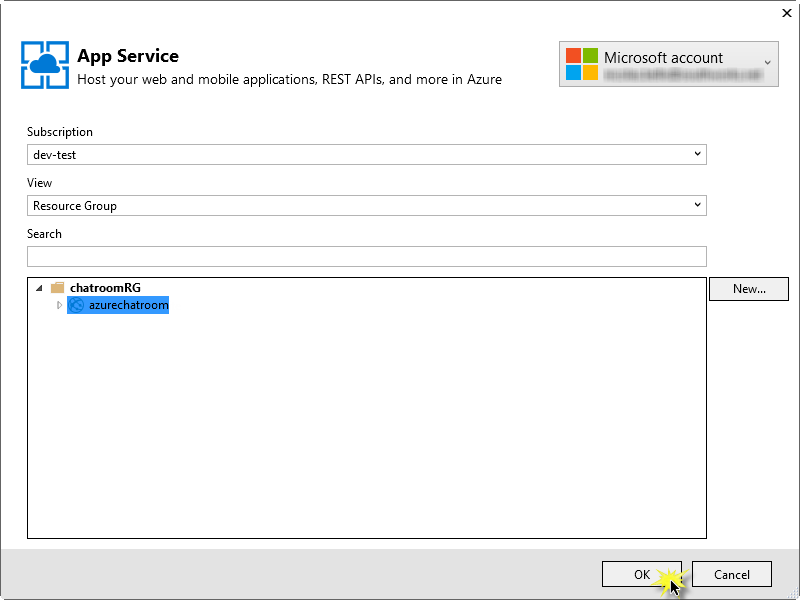 App Service
Host your web and mobile applications, REST APIs, and more in Azure
Microsoft account
Subscription
dev-test
View
Resource Group
Search
chatroomRG
azurechatroom
New...
OK
Cancel